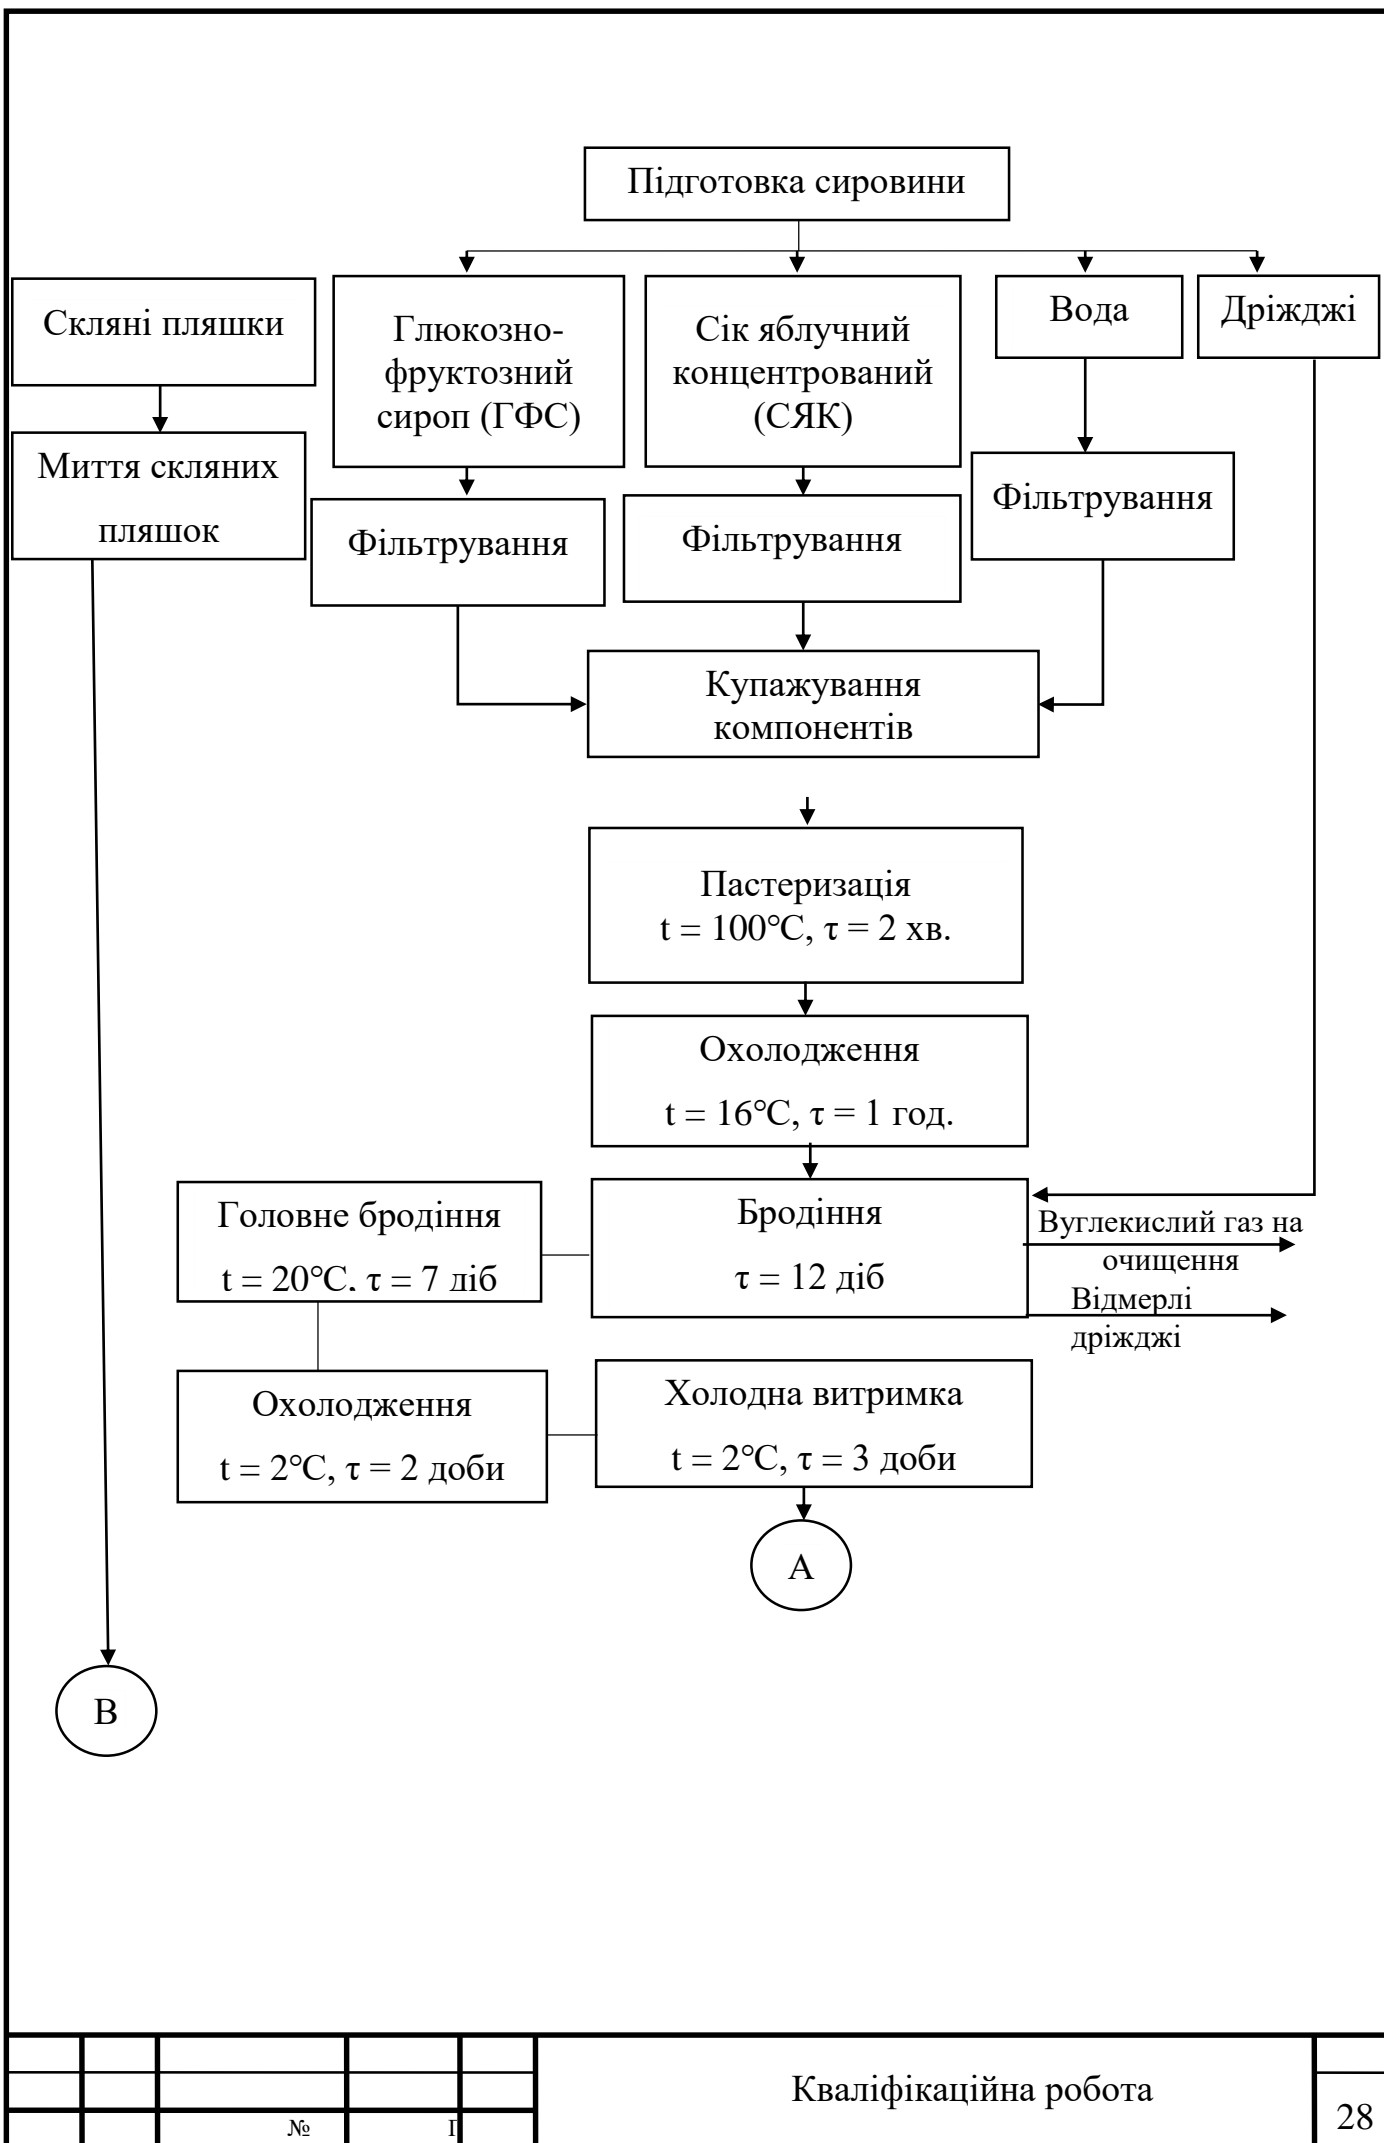 Підготовка сировини
Скляні пляшки
Глюкозно-
фруктозний
сироп (ГФС)
Сік яблучний
концентрований
(СЯК)
Вода
Дріжджі
Миття скляних
пляшок
Фільтрування
Фільтрування
Фільтрування
Купажування
компонентів
Пастеризація
t = 100°C, τ = 2 хв.
Охолодження
t = 16°C, τ = 1 год.
Головне бродіння
t = 20°C, τ = 7 діб
Бродіння
τ = 12 діб
Вуглекислий газ на
очищення
Відмерлі
дріжджі
Охолодження
t = 2°C, τ = 2 доби
Холодна витримка
t = 2°C, τ = 3 доби
А
В
Кваліфікаційна робота
28
№